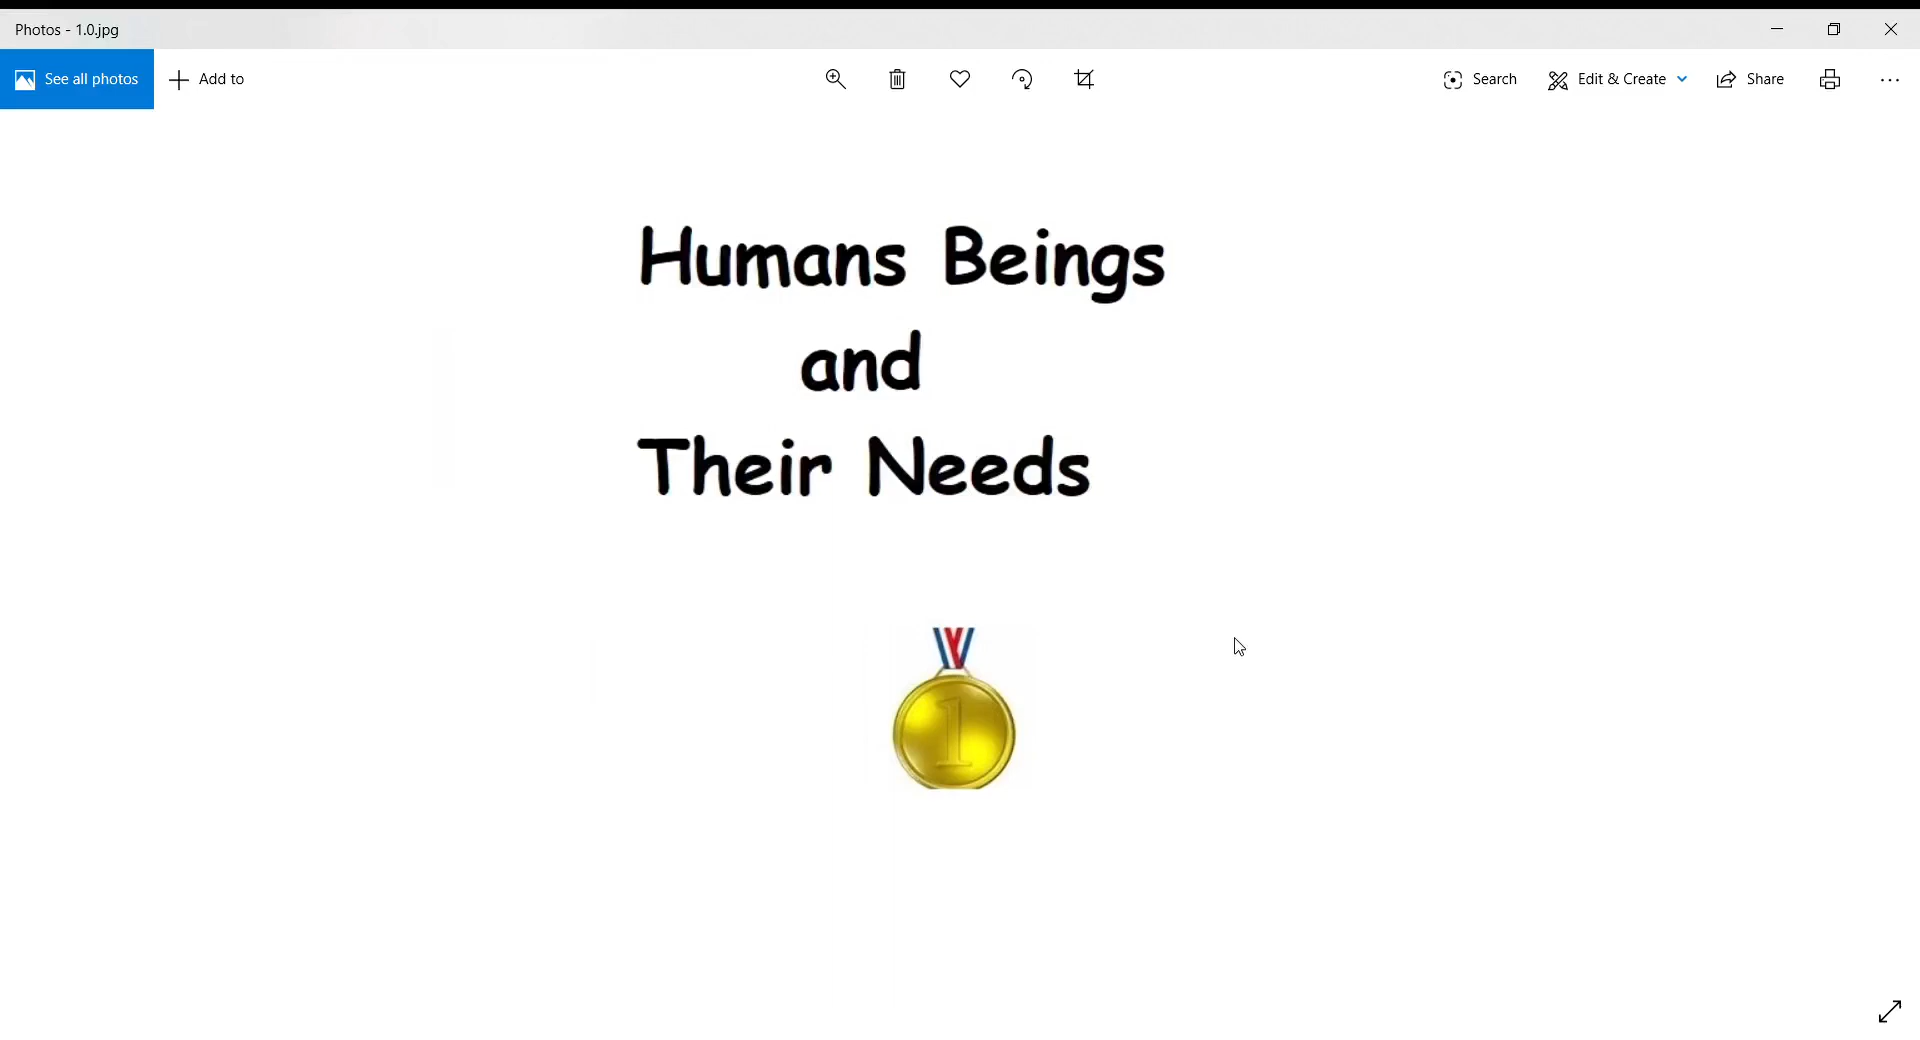 Photos - 1.0.jpg
See all photos
Add to
Search
Edit & Create
Share
Humans Beings
and
Their Needs
1